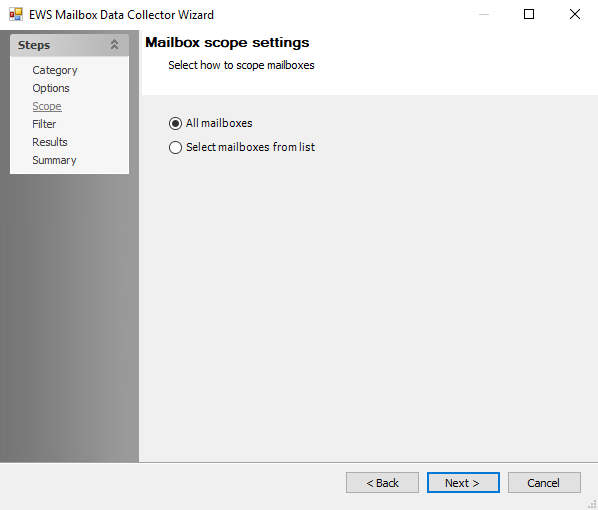 EWS Mailbox Data Collector Wizard
Steps
Category
Options
Scope
Filter
Results
Summary
Mailbox scope settings
Select how to scope mailboxes
All mailboxes
Select mailboxes from list
< Back
Next >
Cancel